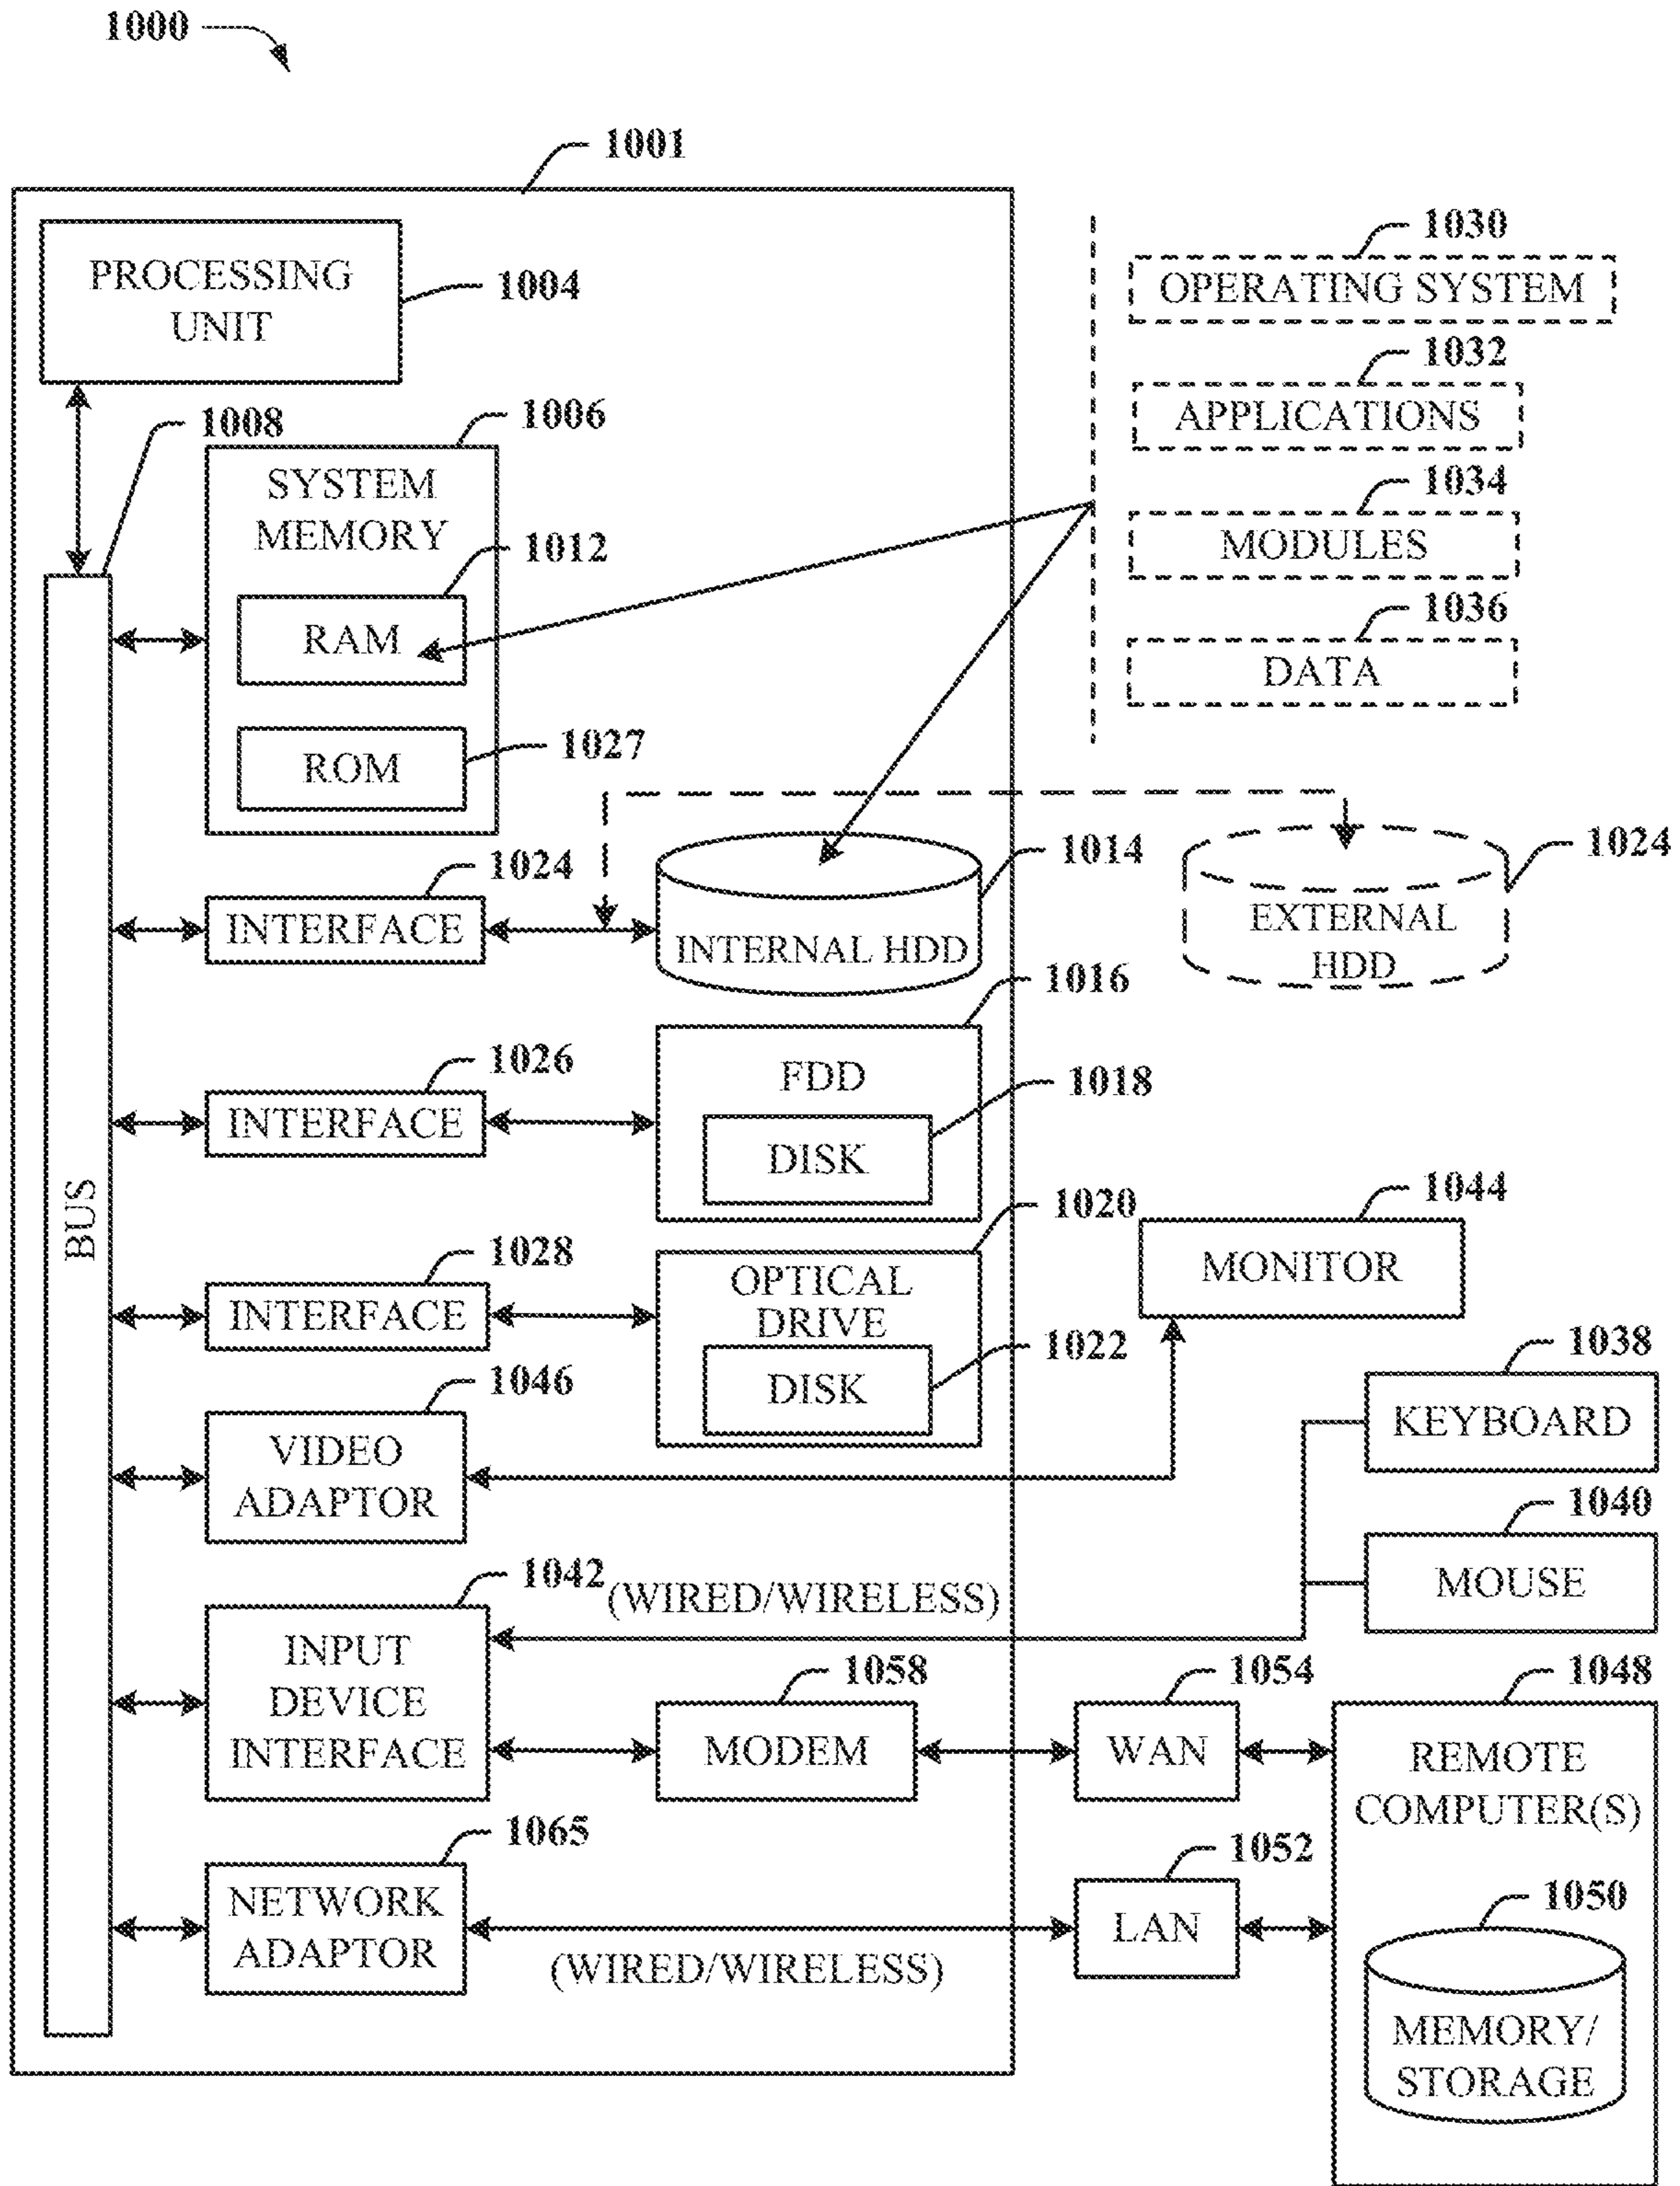 1000
1001
PROCESSING
UNIT
1004
1030
OPERATING SYSTEM
1032
APPLICATIONS
1034
MODULES
1036
DATA
1008
1006
SYSTEM
MEMORY
1012
RAM
1027
ROM
1024
INTERFACE
1014
INTERNAL HDD
1024
EXTERNAL
HDD
1026
INTERFACE
1016
FDD
1018
DISK
BUS
1028
INTERFACE
1020
OPTICAL
DRIVE
1022
DISK
1044
MONITOR
1046
VIDEO
ADAPTOR
1038
KEYBOARD
1040
MOUSE
1042
(WIRED/WIRELESS)
INPUT
DEVICE
INTERFACE
1058
MODEM
1054
WAN
1048
REMOTE
COMPUTER(S)
1065
NETWORK
ADAPTOR
(WIRED/WIRELESS)
1052
LAN
1050
MEMORY/
STORAGE